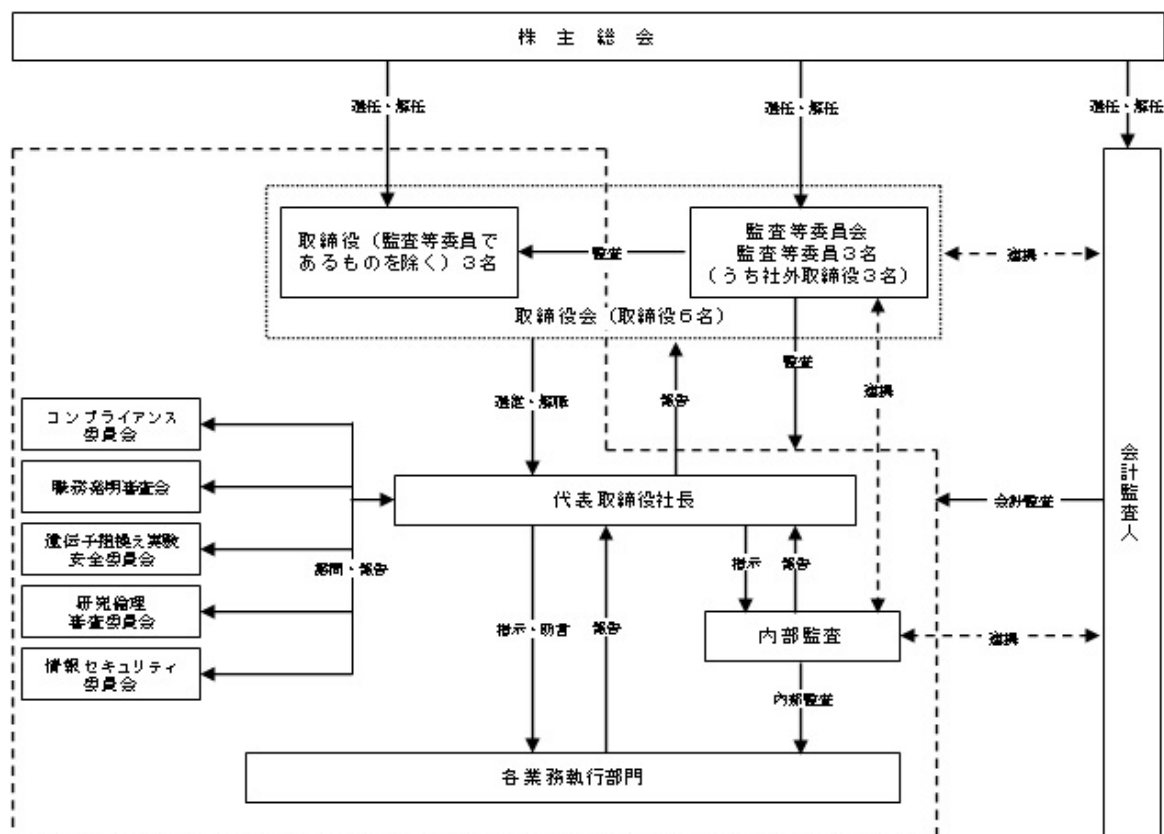 株主総会
選任・解任
選任・解任
選任・解任
取締役（監査等委員で
あるものを除く）３名
監査
監査等委員会
監査等委員３名
（うち社外取締役３名）
連携
取締役会（取締役６名）
選定・解職
報告
監査
連携
コンプライアンス
委員会
職務発明審査会
遺伝子組換え実験
安全委員会
研究倫理
審査委員会
情報セキュリティ
委員会
諮問・報告
代表取締役社長
会計監査
会計監査人
指示・助言
報告
指示
報告
内部監査
連携
内部監査
各業務執行部門